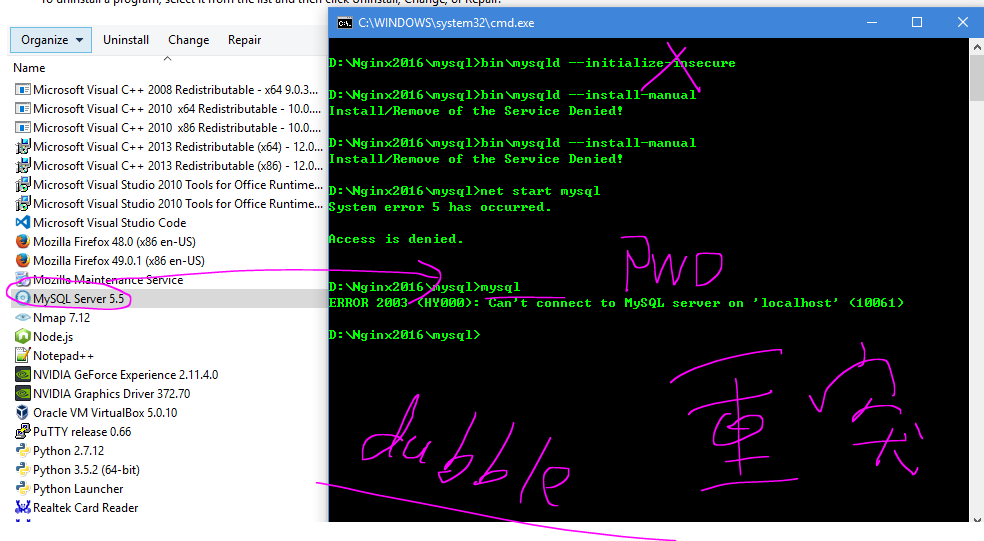 To uninstall a program, select it from the list and then click Uninstall, Change, or Repair.
Organize Uninstall Change Repair
Name
Microsoft Visual C++ 2008 Redistributable - x64 9.0.3...
Microsoft Visual C++ 2010 x64 Redistributable - 10.0....
Microsoft Visual C++ 2010 x86 Redistributable - 10.0....
Microsoft Visual C++ 2013 Redistributable (x64) - 12.0...
Microsoft Visual C++ 2013 Redistributable (x86) - 12.0...
Microsoft Visual Studio 2010 Tools for Office Runtime...
Microsoft Visual Studio 2010 Tools for Office Runtime...
Microsoft Visual Studio Code
Mozilla Firefox 48.0 (x86 en-US)
Mozilla Firefox 49.0.1 (x86 en-US)
Mozilla Maintenance Service
MySQL Server 5.5
Nmap 7.12
Node.js
Notepad++
NVIDIA GeForce Experience 2.11.4.0
NVIDIA Graphics Driver 372.70
Oracle VM VirtualBox 5.0.10
PuTTY release 0.66
Python 2.7.12
Python 3.5.2 (64-bit)
Python Launcher
Realtek Card Reader
C:\WINDOWS\system32\cmd.exe
D:\Nginx2016\mysql>bin\mysqld --initialize-insecure
D:\Nginx2016\mysql>bin\mysqld --install-manual
Install/Remove of the Service Denied!
D:\Nginx2016\mysql>bin\mysqld --install-manual
Install/Remove of the Service Denied!
D:\Nginx2016\mysql>net start mysql
System error 5 has occurred.
Access is denied.
PWD
D:\Nginx2016\mysql>mysql
ERROR 2003 (HY000): Can't connect to MySQL server on 'localhost' (10061)
D:\Nginx2016\mysql>
重
dubble